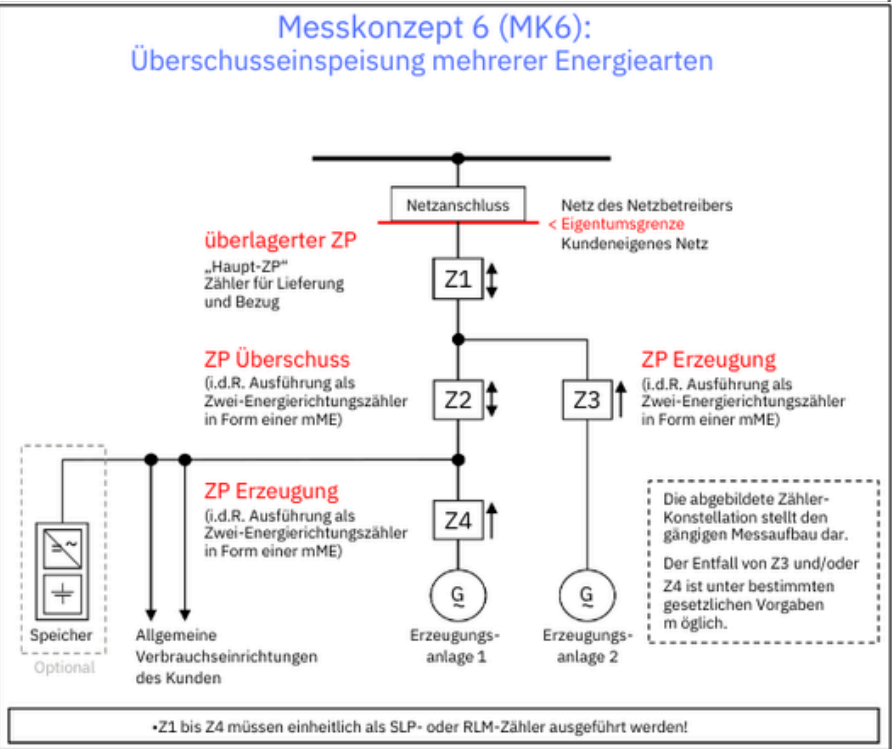 Messkonzept 6 (MK6):
Überschusseinspeisung mehrerer Energiearten
Netzanschluss
Netz des Netzbetreibers
< Eigentumsgrenze
Kundeneigenes Netz
überlagerter ZP
„Haupt-ZP“
Zähler für Lieferung
und Bezug
Z1
ZP Überschuss
(i.d.R. Ausführung als
Zwei-Energierichtungszähler
in Form einer mME)
Z2
Z3
ZP Erzeugung
(i.d.R. Ausführung als
Zwei-Energierichtungszähler
in Form einer mME)
ZP Erzeugung
(i.d.R. Ausführung als
Zwei-Energierichtungszähler
in Form einer mME)
Z4
Die abgebildete Zähler-
Konstellation stellt den
gängigen Messaufbau dar.
Der Entfall von Z3 und/oder
Z4 ist unter bestimmten
gesetzlichen Vorgaben
m öglich.
=~
G
~
G
~
Speicher
Optional
Allgemeine
Verbrauchseinrichtungen
des Kunden
Erzeugungs-
anlage 1
Erzeugungs-
anlage 2
•Z1 bis Z4 müssen einheitlich als SLP- oder RLM-Zähler ausgeführt werden!